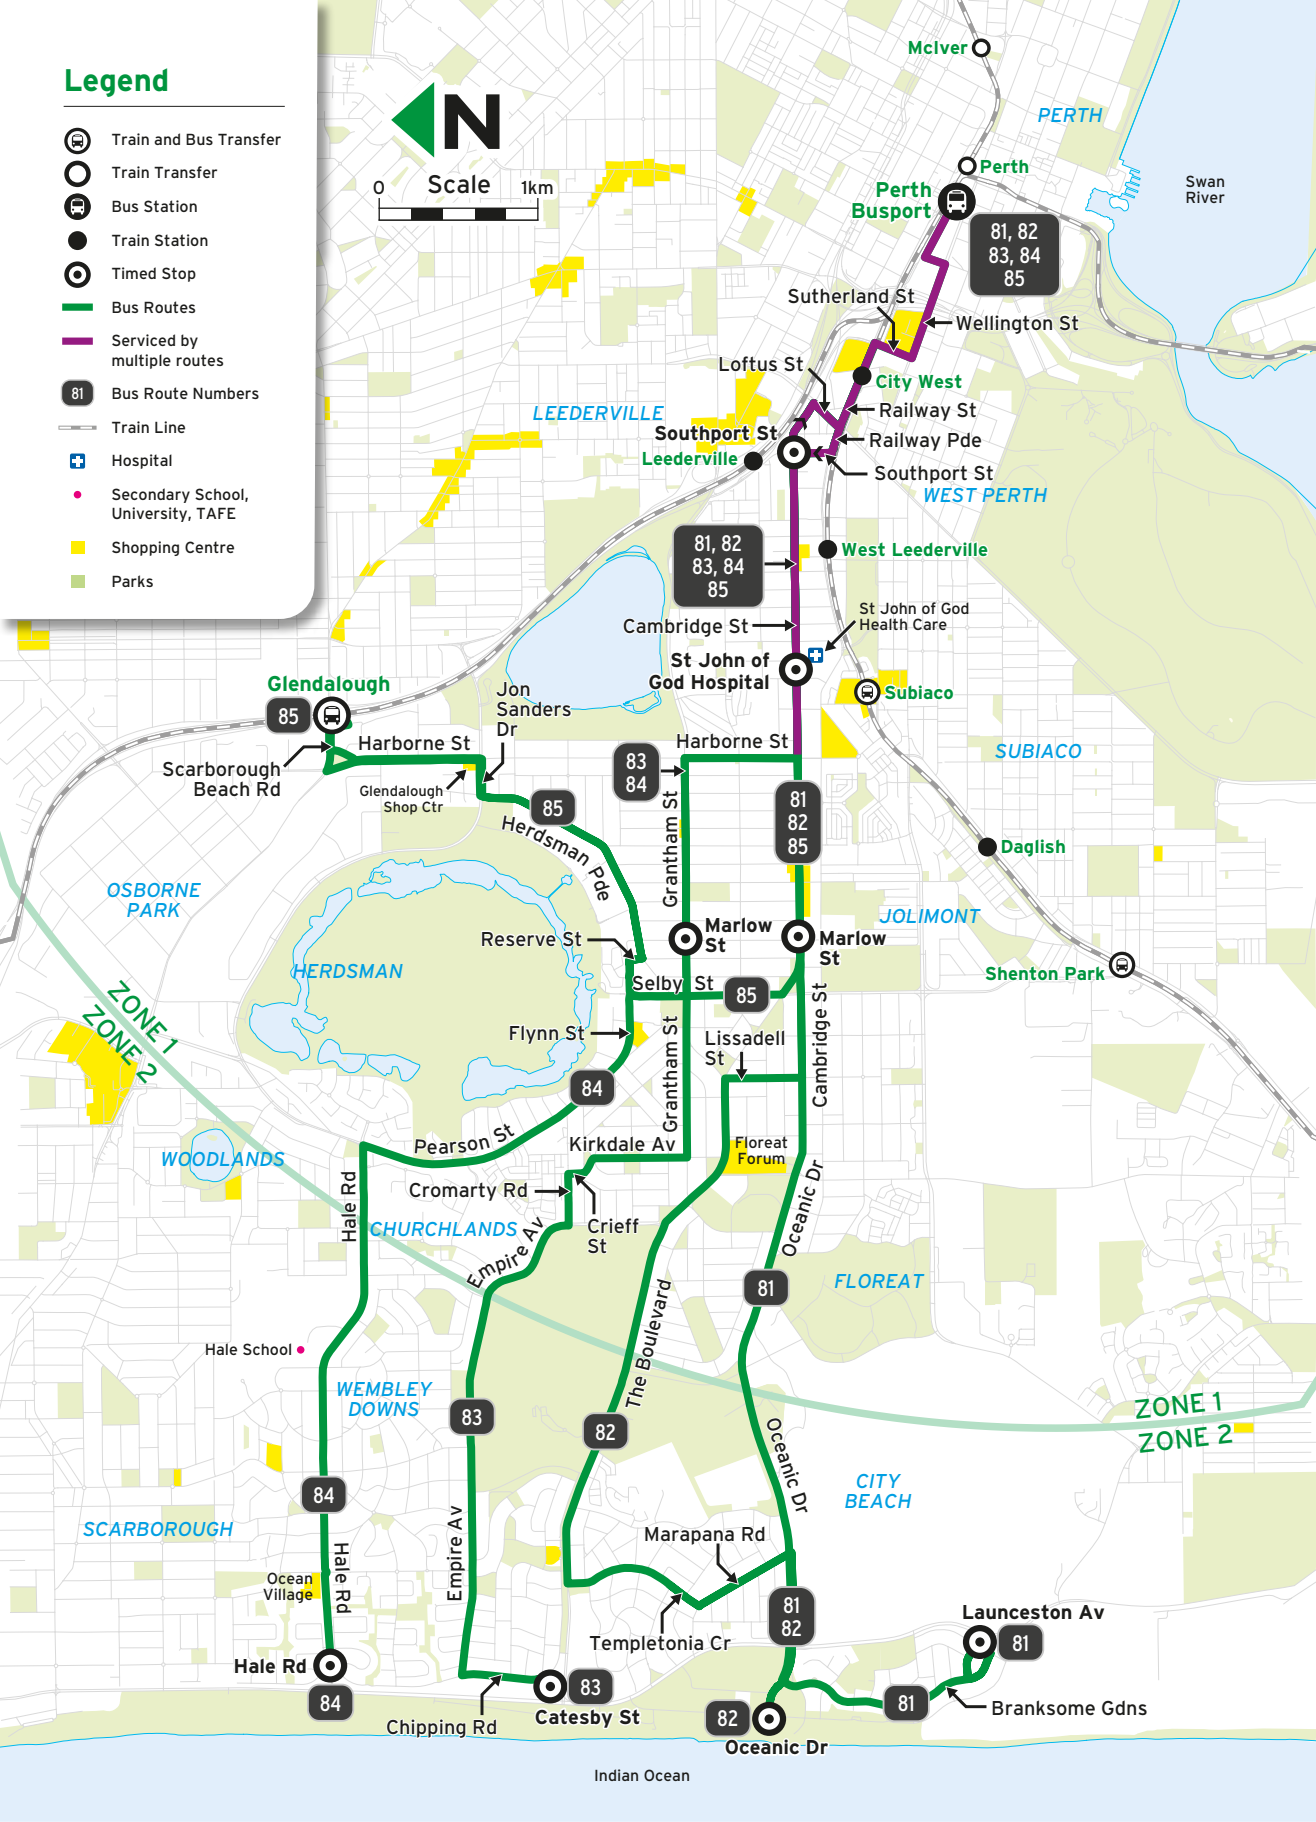 Legend
Train and Bus Transfer
Train Transfer
Bus Station
Train Station
Timed Stop
Bus Routes
Serviced by
multiple routes
81
Bus Route Numbers
Train Line
Hospital
Secondary School,
University, TAFE
Shopping Centre
Parks
N
0 Scale 1km
McIver
PERTH
Perth
Perth
Busport
Swan
River
81, 82
83, 84
85
Sutherland St
Wellington St
Loftus St
City West
LEEDERVILLE
Railway St
Southport St
Railway Pde
Leederville
Southport St
WEST PERTH
81, 82
83, 84
85
West Leederville
Cambridge St
St John of God
Health Care
St John of
God Hospital
Subiaco
Glendalough
85
Jon
Sanders
Dr
Harborne St
Harborne St
SUBIACO
Scarborough
Beach Rd
83
84
Glendalough
Shop Ctr
85
Herdsman Pde
Grantham St
81
82
85
Daglish
OSBORNE
PARK
JOLIMONT
Marlow
St
Marlow
St
Reserve St
HERDSMAN
Shenton Park
Selby St
85
ZONE 1
ZONE 2
Flynn St
Grantham St
Lissadell
St
Cambridge St
84
Pearson St
Kirkdale Av
Floreat
Forum
WOODLANDS
Hale Rd
Cromarty Rd
CHURCHLANDS
Crieff
St
Empire Av
Oceanic Dr
81
FLOREAT
The Boulevard
Hale School
WEMBLEY
DOWNS
83
82
ZONE 1
ZONE 2
Oceanic Dr
CITY
BEACH
84
SCARBOROUGH
Empire Av
Marapana Rd
Hale Rd
Ocean
Village
81
82
Templetonia Cr
Launceston Av
81
Hale Rd
84
83
Catesby St
Chipping Rd
82
Oceanic Dr
81
Branksome Gdns
Indian Ocean